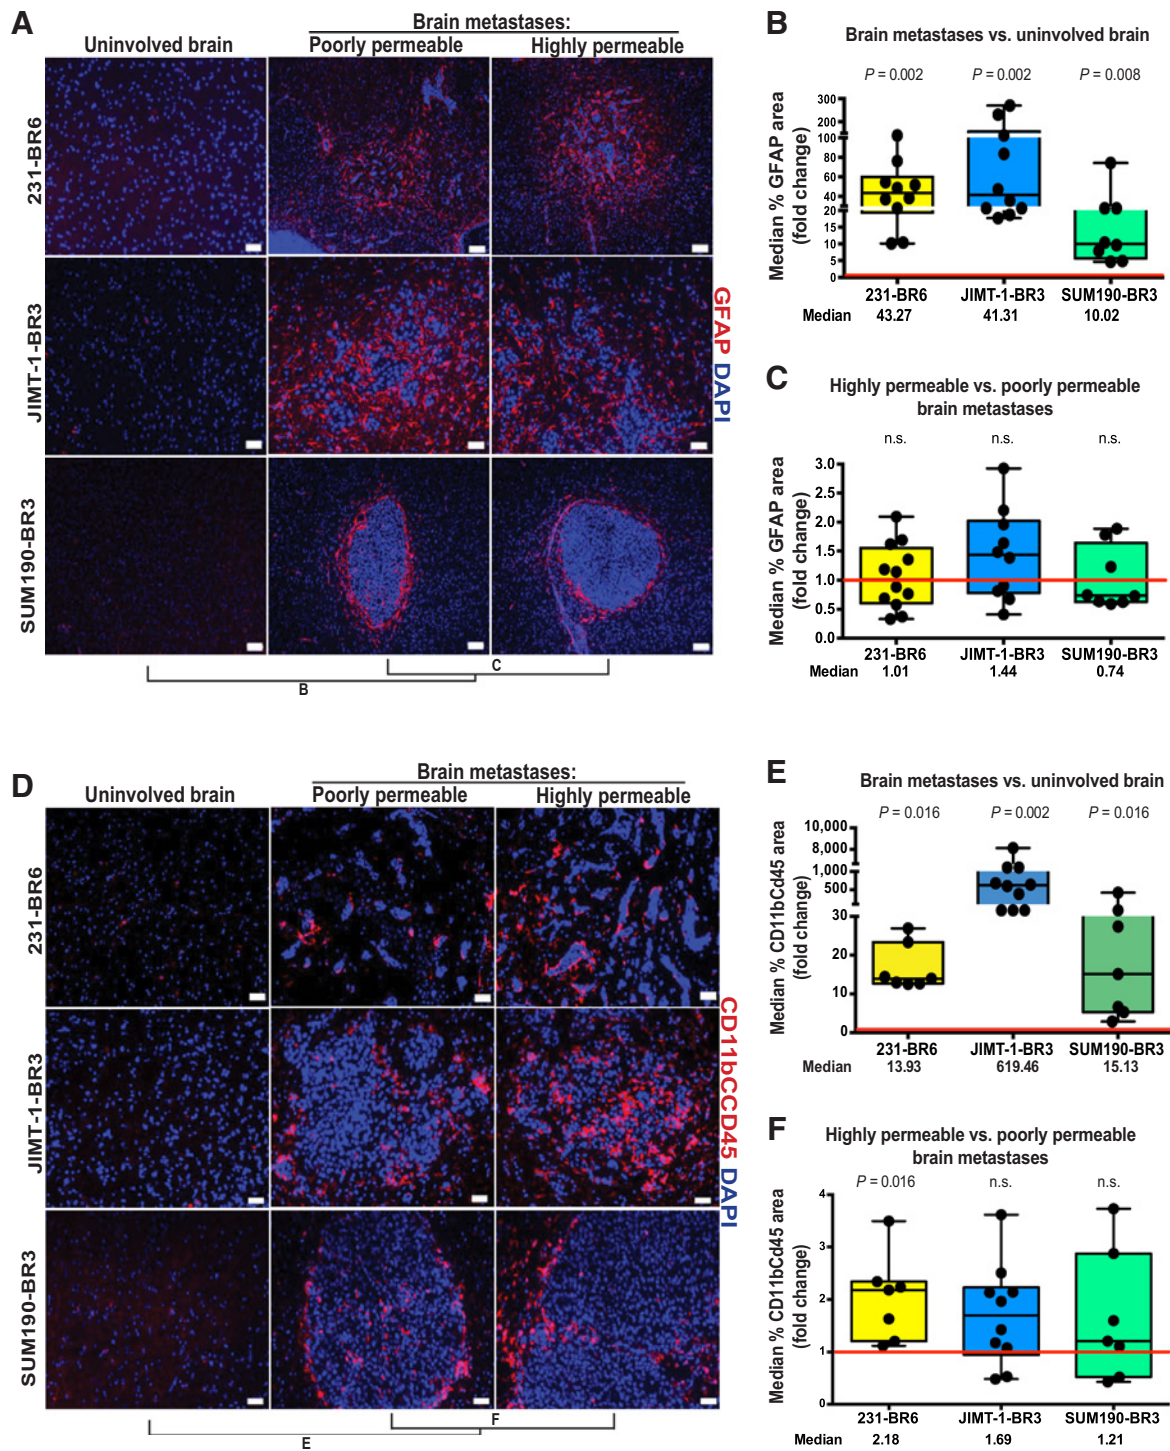 A
Brain metastases:
Uninvolved brain
Poorly permeable
Highly permeable
231-BR6
JIMT-1-BR3
SUM190-BR3
GFAP DAPI
C
B
B
Brain metastases vs. uninvolved brain
P = 0.002
P = 0.002
P = 0.008
Median % GFAP area
(fold change)
300
200
100
80
60
40
20
15
10
5
0
231-BR6
JIMT-1-BR3
SUM190-BR3
Median
43.27
41.31
10.02
C
Highly permeable vs. poorly permeable
brain metastases
n.s.
n.s.
n.s.
Median % GFAP area
(fold change)
3.0
2.5
2.0
1.5
1.0
0.5
0.0
231-BR6
JIMT-1-BR3
SUM190-BR3
Median
1.01
1.44
0.74
D
Brain metastases:
Uninvolved brain
Poorly permeable
Highly permeable
231-BR6
JIMT-1-BR3
SUM190-BR3
CD11bCCD45 DAPI
F
E
E
Brain metastases vs. uninvolved brain
P = 0.016
P = 0.002
P = 0.016
Median % CD11bCd45 area
(fold change)
10,000
8,000
1,000
500
30
20
10
0
231-BR6
JIMT-1-BR3
SUM190-BR3
Median
13.93
619.46
15.13
F
Highly permeable vs. poorly permeable
brain metastases
P = 0.016
n.s.
n.s.
Median % CD11bCd45 area
(fold change)
4
3
2
1
0
231-BR6
JIMT-1-BR3
SUM190-BR3
Median
2.18
1.69
1.21